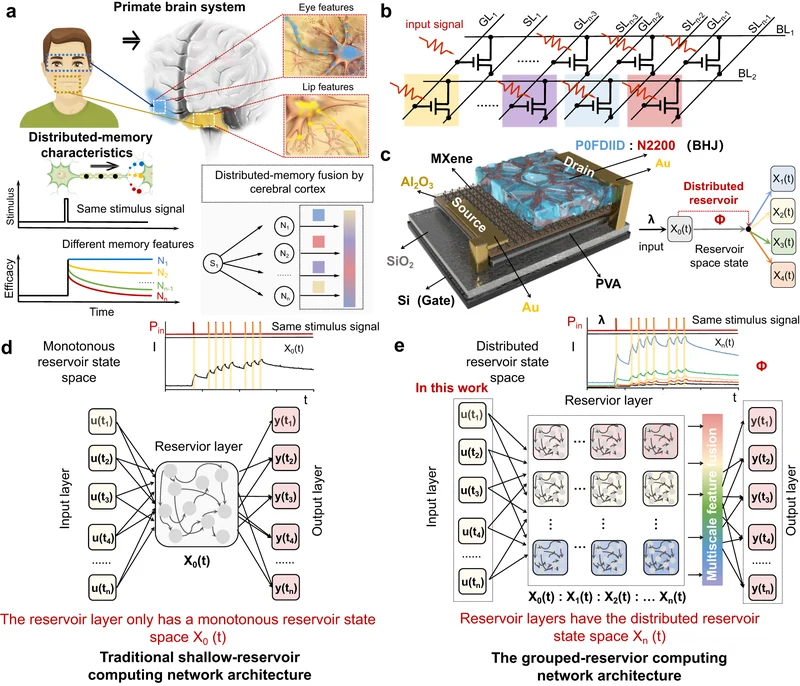 a
Primate brain system
Eye features
Lip features
Distributed-memory
characteristics
Stimulus
Same stimulus signal
Different memory features
Efficacy
N1
N2
......
Nn-1
Nn
Time
Distributed-memory fusion by
cerebral cortex
S1
N1
N2
......
Nn
b
input signal
GL1
SL1
GLn-3
SLn-3
GLn-2
SLn-2
GLn-1
SLn-1
BL1
BL2
......
......
c
P0FDIID : N2200 (BHJ)
MXene
Au
Al2O3
Drain
Source
SiO2
Si (Gate)
PVA
Au
Distributed
reservoir
λ
Φ
input
X0(t)
Reservoir
space state
X1(t)
X2(t)
X3(t)
X4(t)
d
Monotonous
reservoir state
space
Pin
Same stimulus signal
I
X0(t)
t
Input layer
u(t1)
u(t2)
u(t3)
u(t4)
......
u(tn)
Reservior layer
X0(t)
y(t1)
y(t2)
y(t3)
y(t4)
......
y(tn)
Output layer
The reservoir layer only has a monotonous reservoir state
space X0 (t)
Traditional shallow-reservoir
computing network architecture
e
Distributed
reservoir state
space
Pin
λ
Same stimulus signal
I
Xn(t)
Φ
t
In this work
Reservior layer
Input layer
u(t1)
u(t2)
u(t3)
u(t4)
......
u(tn)
...
...
...
Multiscale feature fusion
y(t1)
y(t2)
y(t3)
y(t4)
......
y(tn)
Output layer
X0(t) : X1(t) : X2(t) : ... Xn(t)
Reservoir layers have the distributed reservoir
state space Xn (t)
The grouped-reservior computing
network architecture